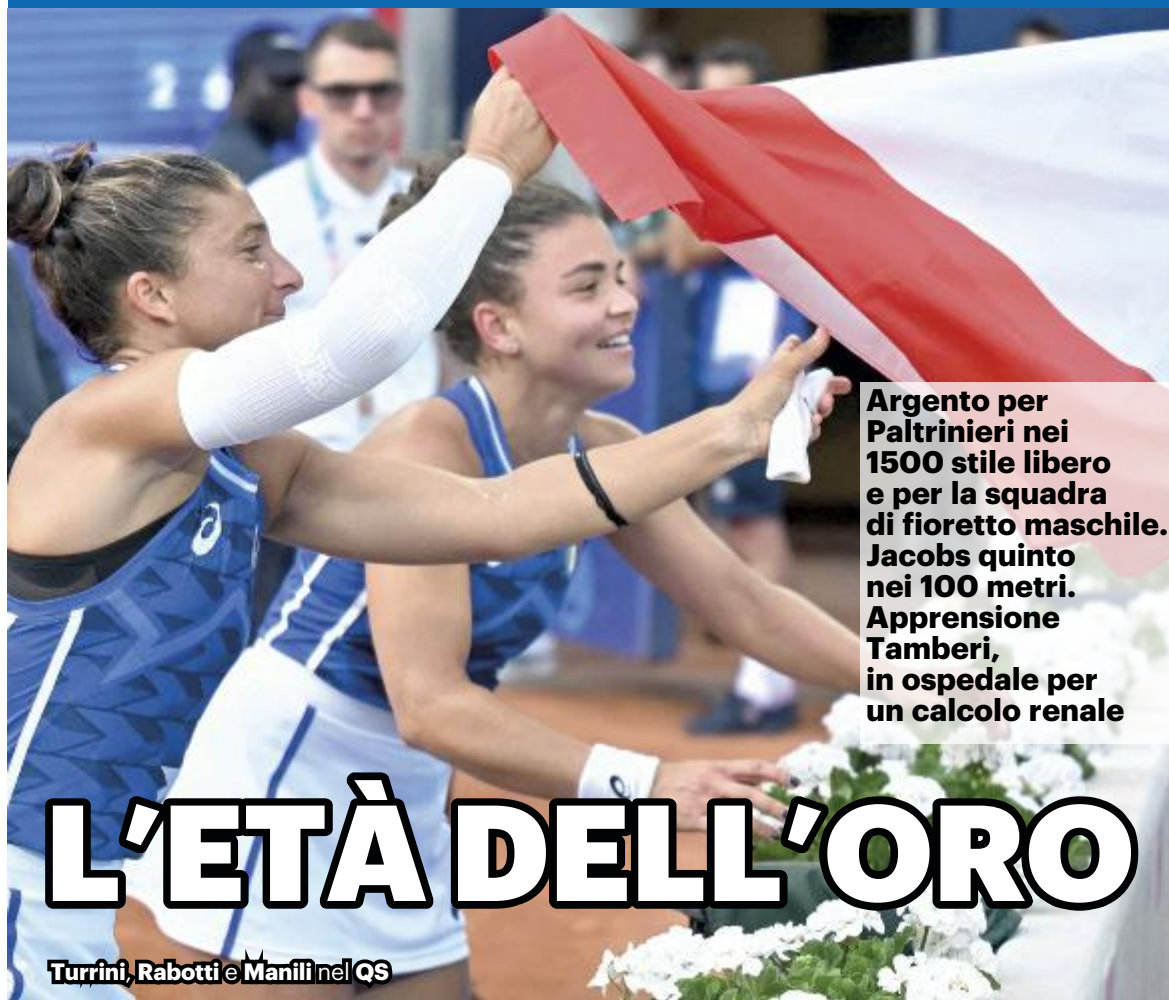 Argento per
Paltrinieri nei
1500 stile libero
e per la squadra
di fioretto maschile.
Jacobs quinto
nei 100 metri.
Apprensione
Tamberi,
in ospedale per
un calcolo renale
L'ETÀ DELL'ORO
Turrini, Rabotti e Manili nel QS